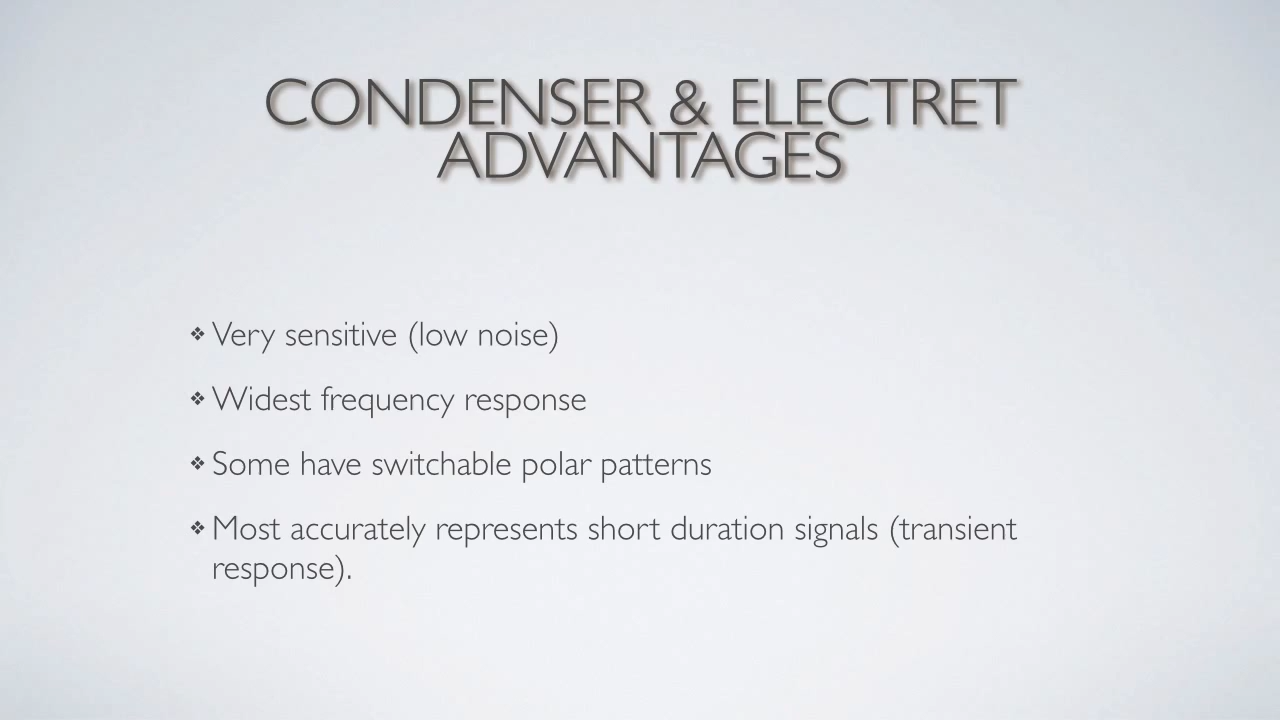 CONDENSER & ELECTRET
ADVANTAGES
❖ Very sensitive (low noise)
❖ Widest frequency response
❖ Some have switchable polar patterns
❖ Most accurately represents short duration signals (transient
response).